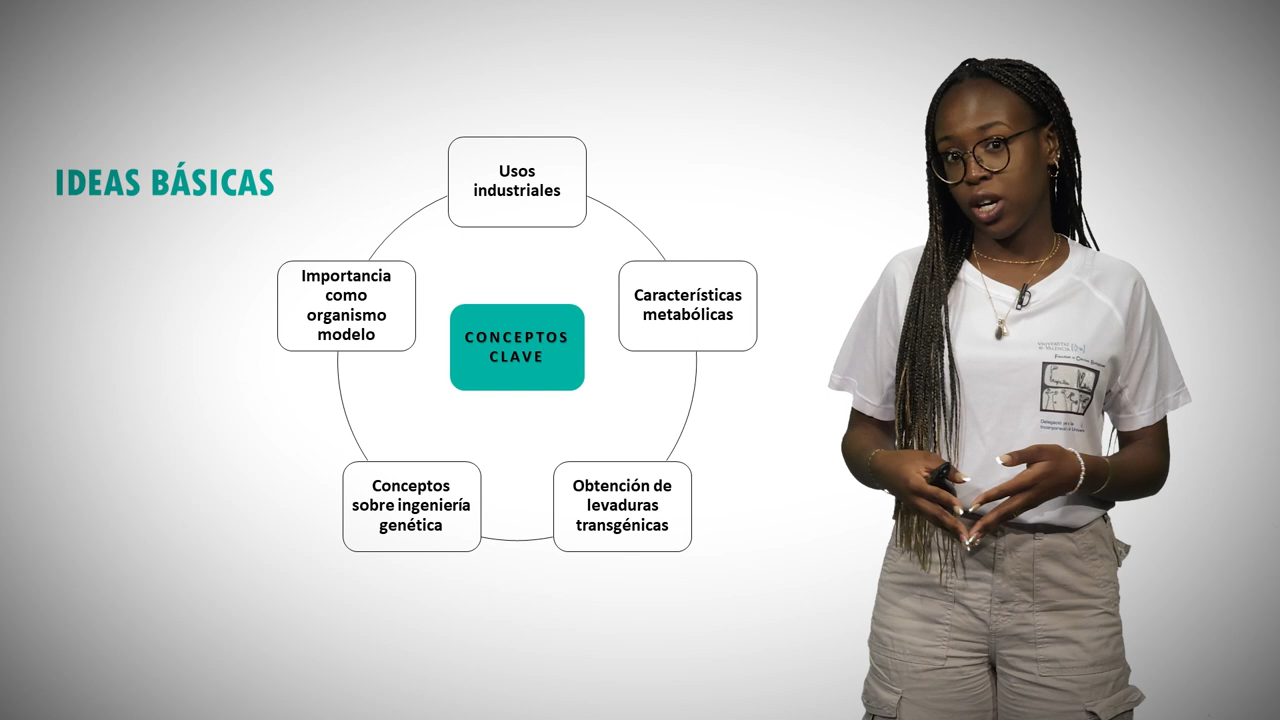 IDEAS BÁSICAS
Usos
industriales
Importancia
como
organismo
modelo
Características
metabólicas
CONCEPTOS
CLAVE
Conceptos
sobre ingeniería
genética
Obtención de
levaduras
transgénicas